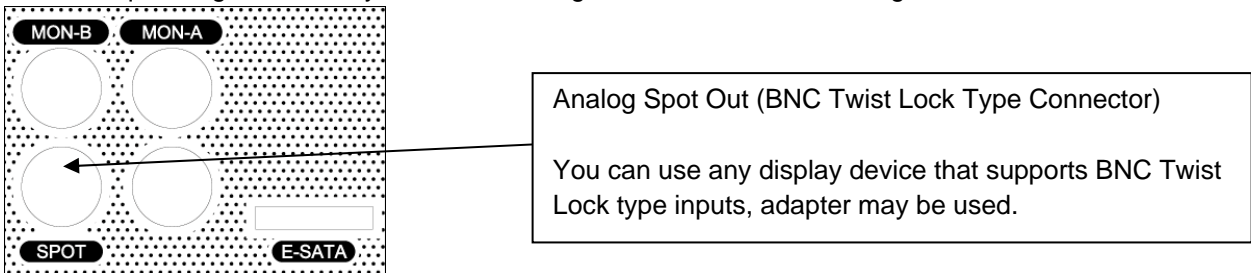 MON-B MON-A
Analog Spot Out (BNC Twist Lock Type Connector)
You can use any display device that supports BNC Twist
Lock type inputs, adapter may be used.
SPOT E-SATA